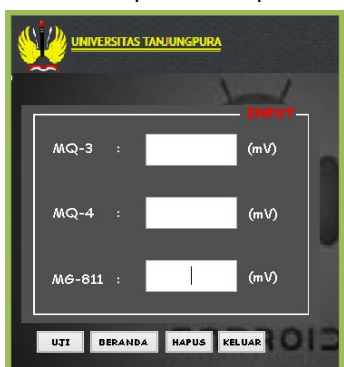 UNIVERSITAS TANJUNGPURA
INPUT
MQ-3 : (mV)
MQ-4 : (mV)
MG-811 : (mV)
UJI BERANDA HAPUS KELUAR